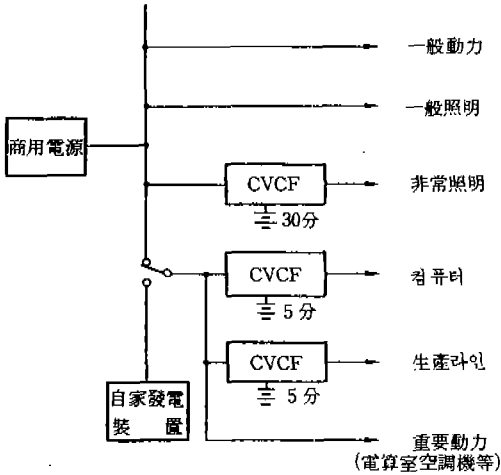 一般動力
一般照明
商用電源
CVCF
30分
非常照明
CVCF
5分
컴퓨터
CVCF
5分
生產라인
自家發電
裝置
重要動力
(電算室空調機等)